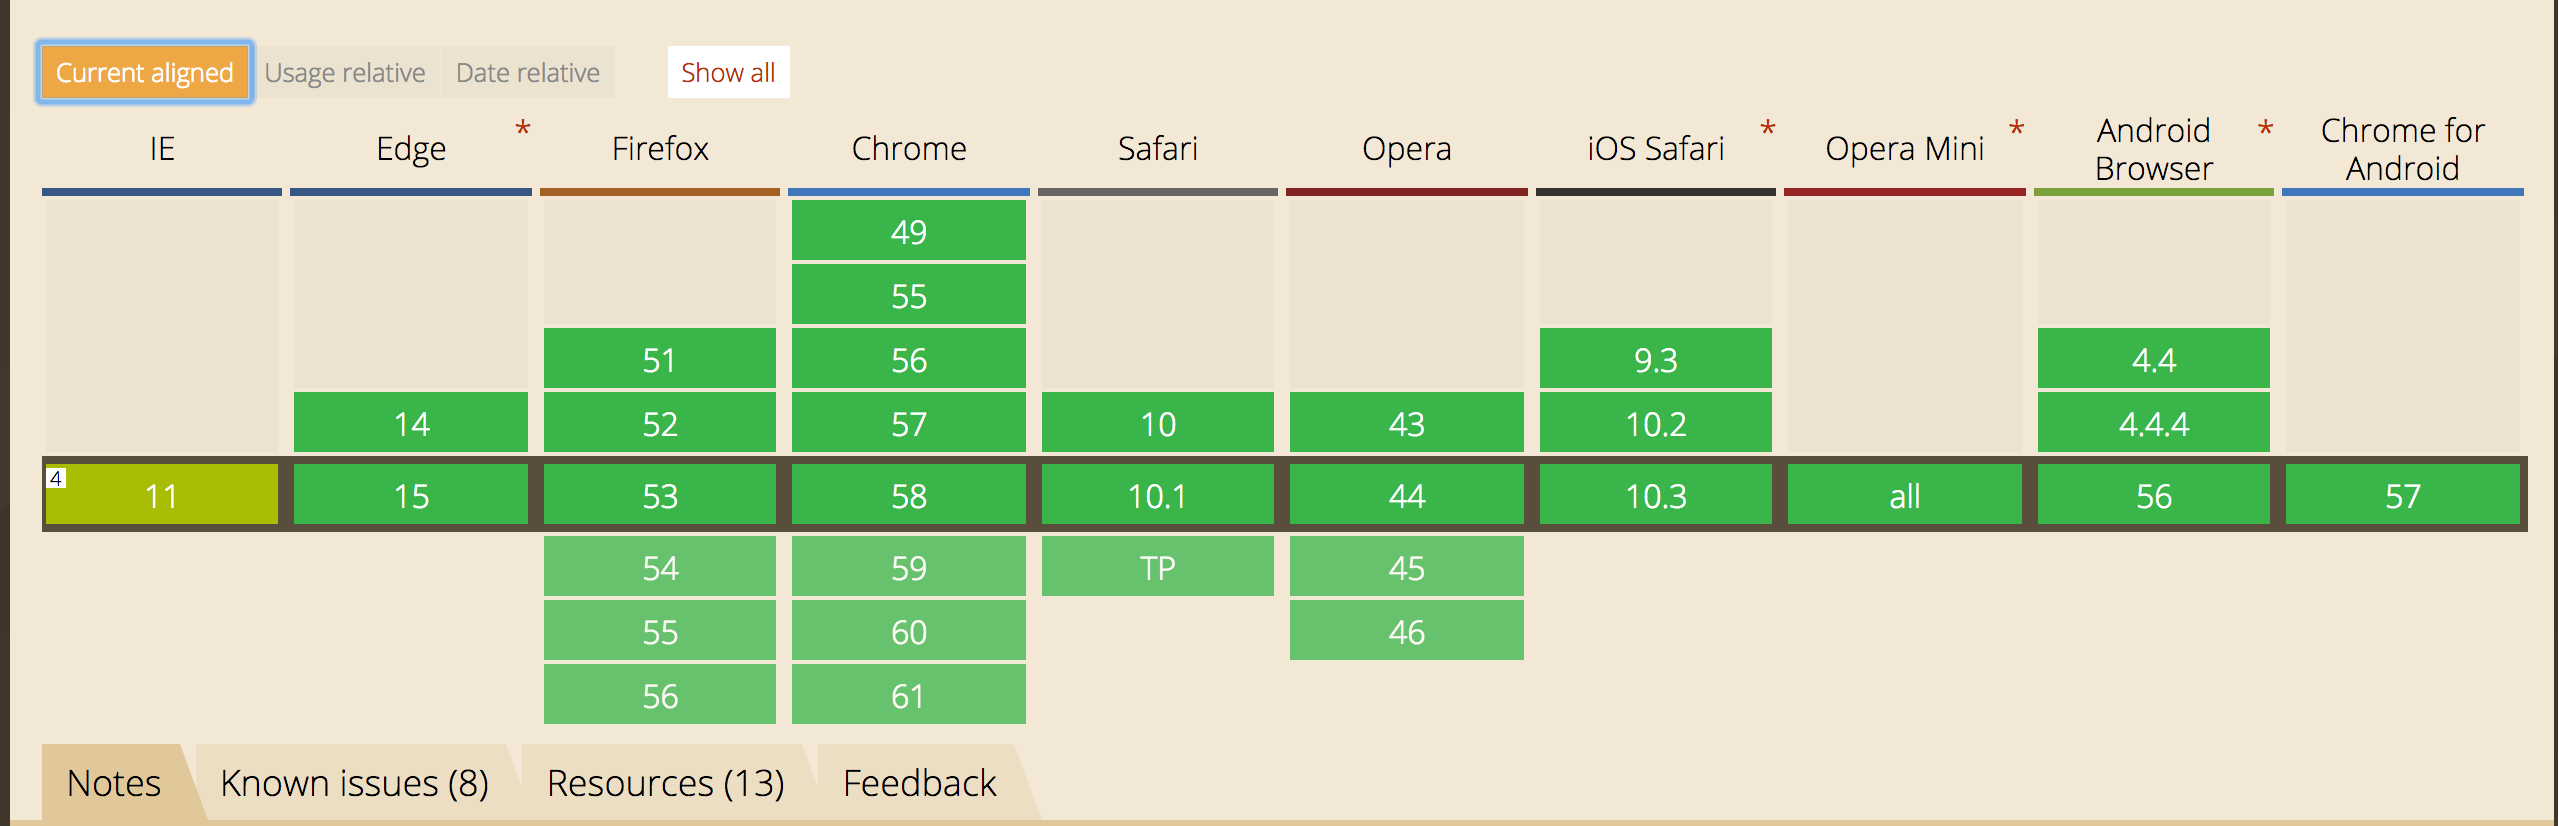 Current aligned Usage relative Date relative Show all
IE Edge * Firefox Chrome Safari Opera iOS Safari * Opera Mini * Android Browser * Chrome for Android
49
55
51 56 9.3 4.4
14 52 57 10 43 10.2 4.4.4
4 11 15 53 58 10.1 44 10.3 all 56 57
54 59 TP 45
55 60 46
56 61
Notes Known issues (8) Resources (13) Feedback